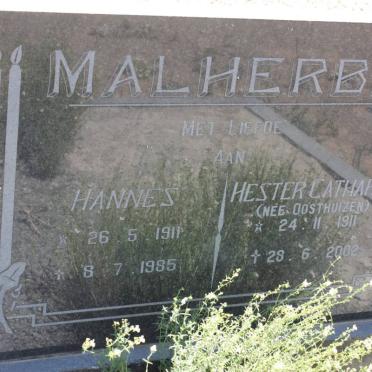 MALHERB
MET LIEFDE
AAN
HANNES
* 26 5 1911
† 8 7 1985
HESTER CATHAR
(NÉE OOSTHUIZEN)
* 24 11 1911
† 28 6 2002